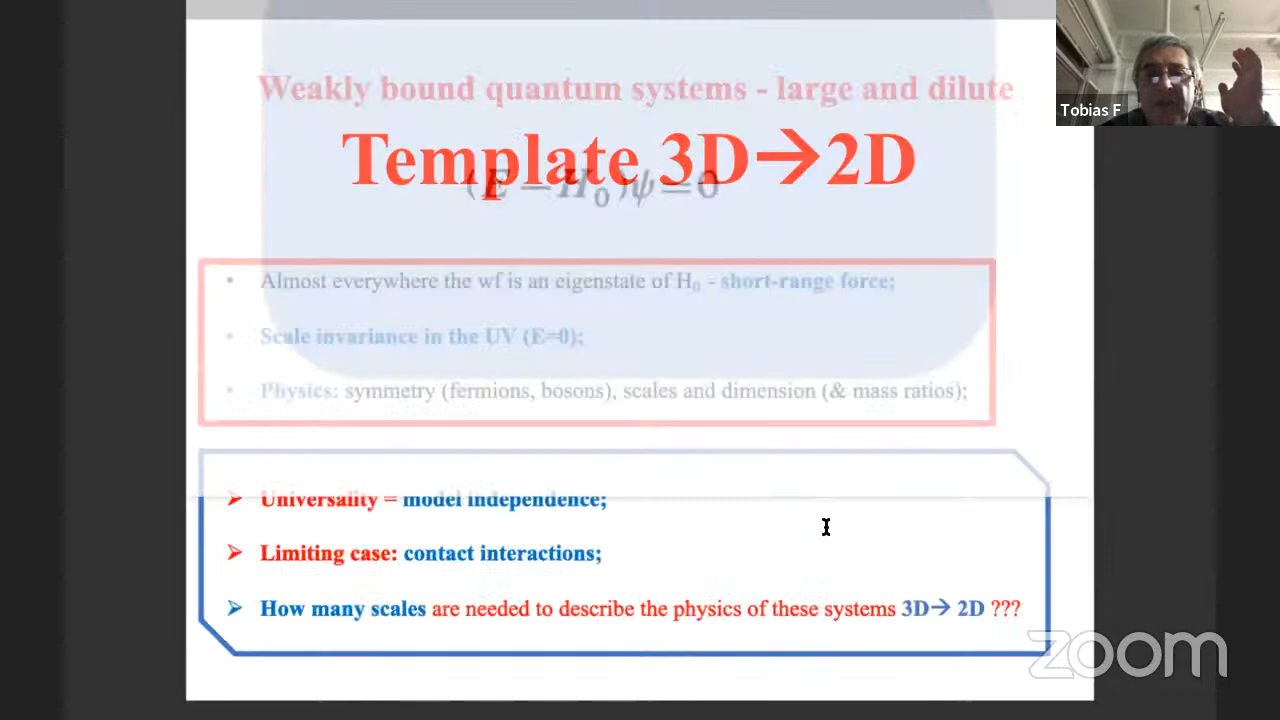 Weakly bound quantum systems - large and dilute
Template 3D→2D
(E − H₀)ψ=0
• Almost everywhere the wf is an eigenstate of H₀ - short-range force;
• Scale invariance in the UV (E=0);
• Physics: symmetry (fermions, bosons), scales and dimension (& mass ratios);
➢ Universality = model independence;
➢ Limiting case: contact interactions;
➢ How many scales are needed to describe the physics of these systems 3D→ 2D ???
Tobias F
zoom